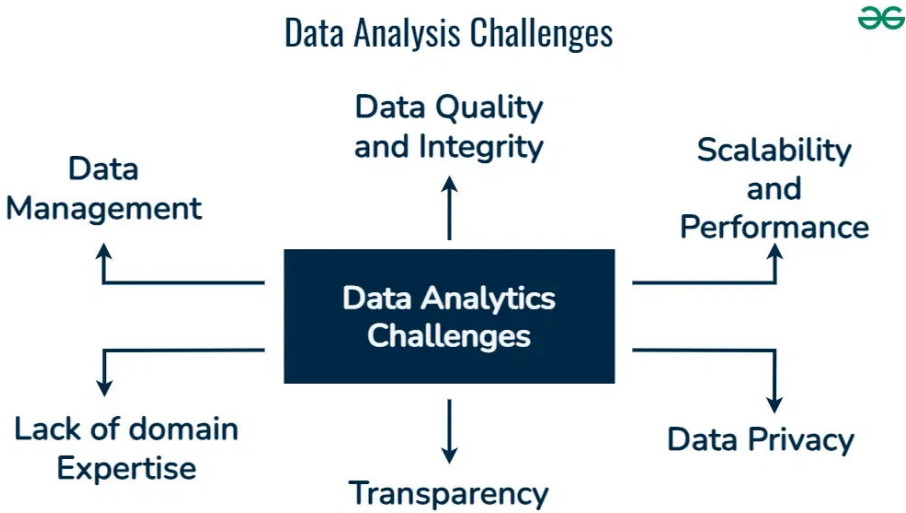 Data Analysis Challenges
Data Quality
and Integrity
Data
Management
Scalability
and
Performance
Data Analytics
Challenges
Lack of domain
Expertise
Transparency
Data Privacy